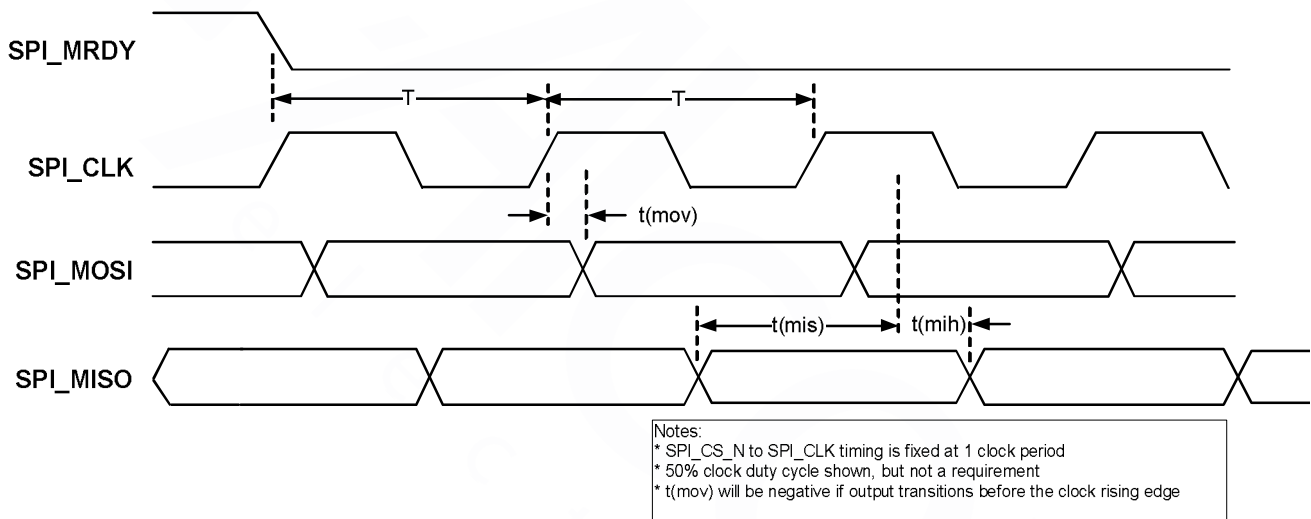 SPI_MRDY
T
T
SPI_CLK
t(mov)
SPI_MOSI
t(mis)
t(mih)
SPI_MISO
Notes:
* SPI_CS_N to SPI_CLK timing is fixed at 1 clock period
* 50% clock duty cycle shown, but not a requirement
* t(mov) will be negative if output transitions before the clock rising edge